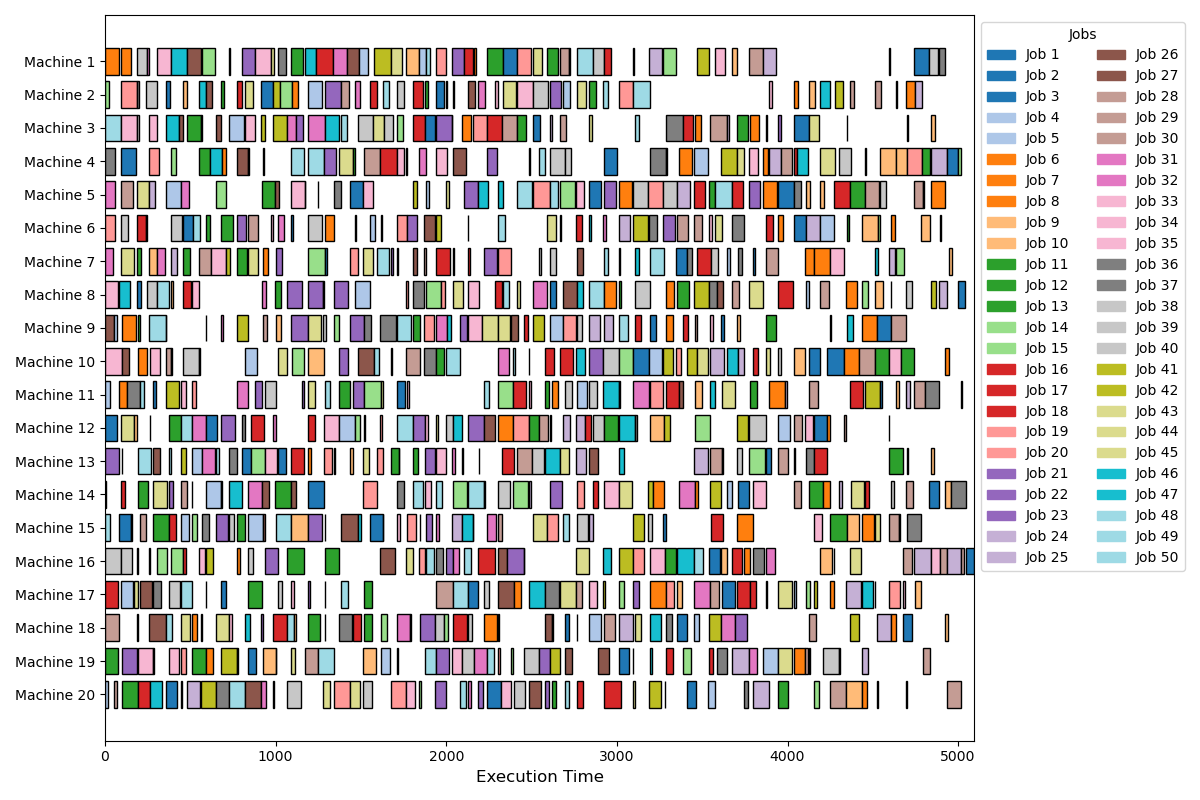 Machine 1
Machine 2
Machine 3
Machine 4
Machine 5
Machine 6
Machine 7
Machine 8
Machine 9
Machine 10
Machine 11
Machine 12
Machine 13
Machine 14
Machine 15
Machine 16
Machine 17
Machine 18
Machine 19
Machine 20
0 1000 2000 3000 4000 5000
Execution Time
Jobs
Job 1 Job 26
Job 2 Job 27
Job 3 Job 28
Job 4 Job 29
Job 5 Job 30
Job 6 Job 31
Job 7 Job 32
Job 8 Job 33
Job 9 Job 34
Job 10 Job 35
Job 11 Job 36
Job 12 Job 37
Job 13 Job 38
Job 14 Job 39
Job 15 Job 40
Job 16 Job 41
Job 17 Job 42
Job 18 Job 43
Job 19 Job 44
Job 20 Job 45
Job 21 Job 46
Job 22 Job 47
Job 23 Job 48
Job 24 Job 49
Job 25 Job 50